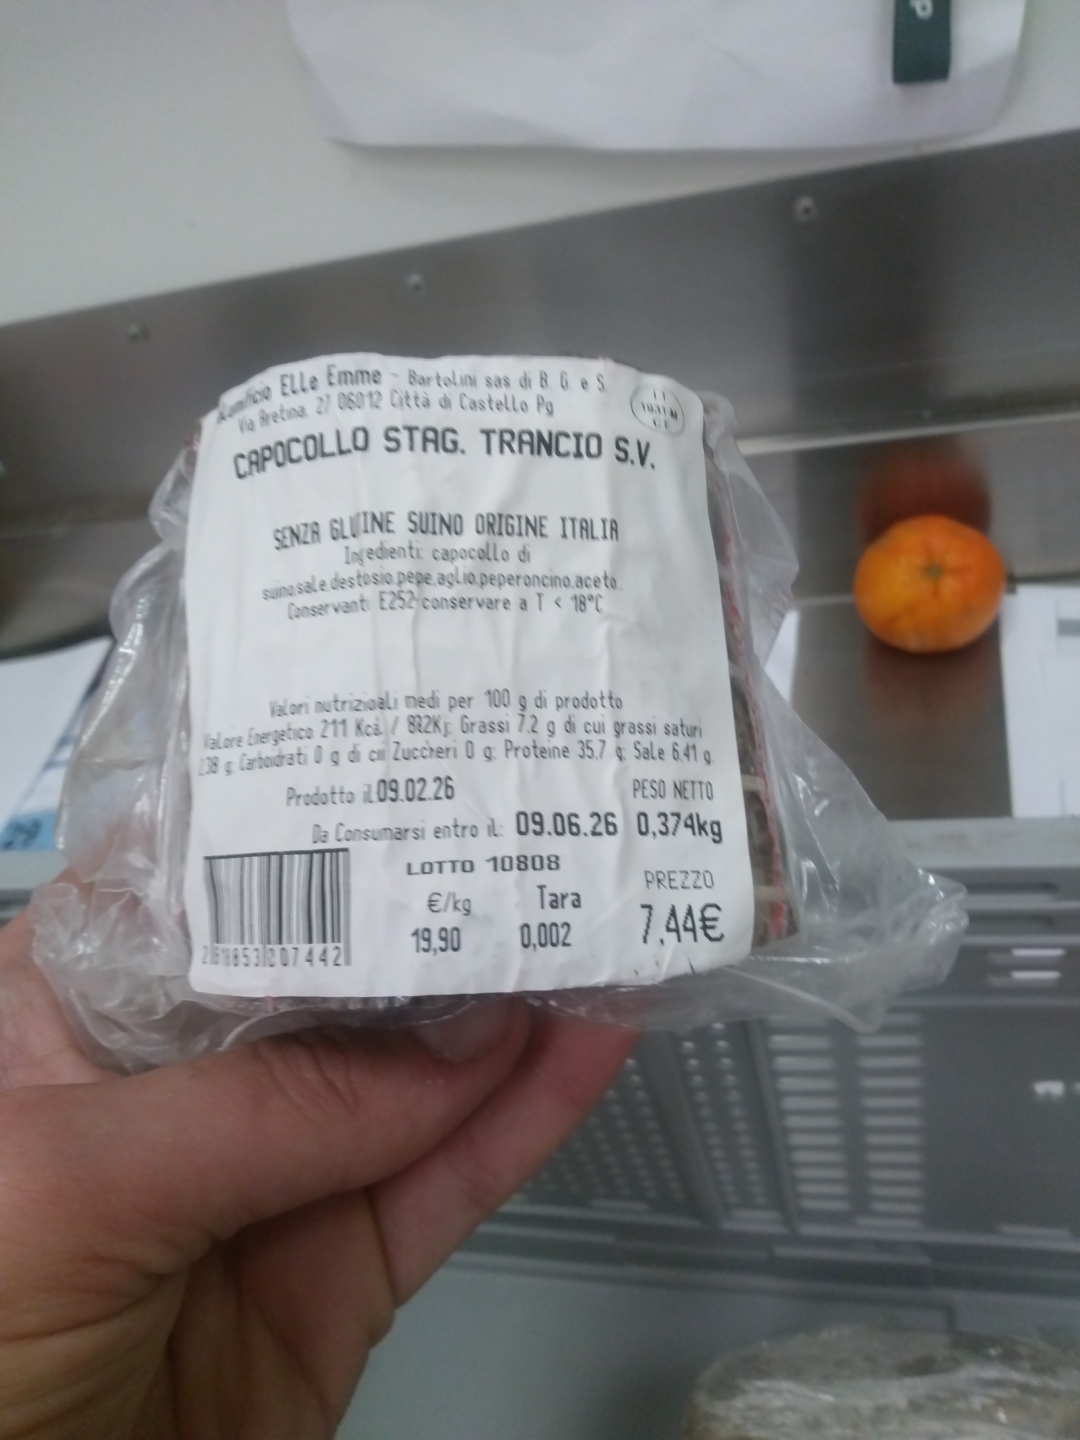 Elle Emme - Bartolini sas di B. G. e S.
Via Aretina, 27 06012 Città di Castello Pg
CAPOCOLLO STAG. TRANCIO S.V.
SENZA GLUTINE SUINO ORIGINE ITALIA
Ingredienti: capocollo di
suino,sale,destosio,pepe,aglio,peperoncino,aceto.
Conservanti: E252 conservare a T < 18°C
Valori nutrizioali medi per 100 g di prodotto
Valore Energetico 211 Kcal / 882Kj; Grassi 7.2 g di cui grassi saturi
2.38 g; Carboidrati 0 g di cui Zuccheri 0 g; Proteine 35.7 g; Sale 6.41 g.
Prodotto il:09.02.26
PESO NETTO
Da Consumarsi entro il: 09.06.26 0,374kg
LOTTO 10808
€/kg Tara PREZZO
19,90 0,002 7,44€
P